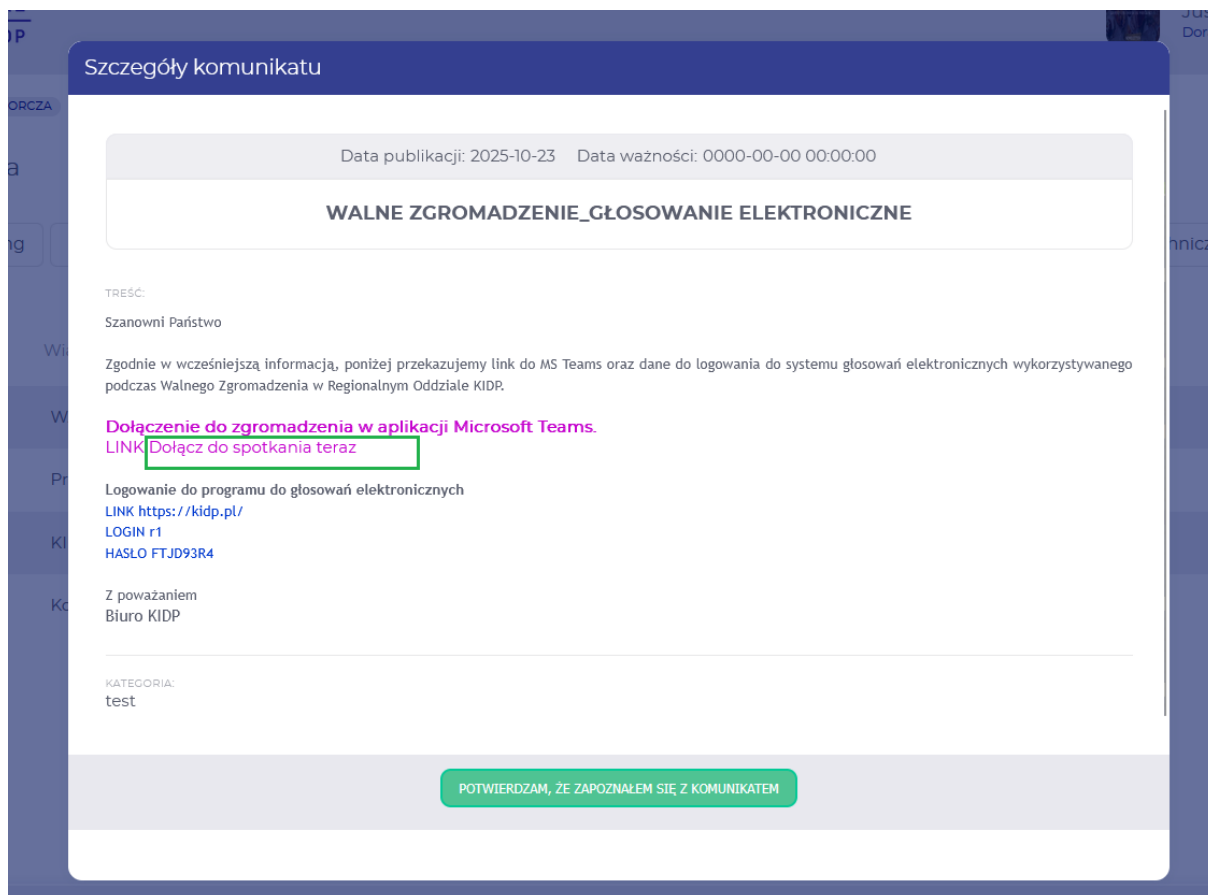 Szczegóły komunikatu
ORCZA
Data publikacji: 2025-10-23 Data ważności: 0000-00-00 00:00:00
WALNE ZGROMADZENIE_GŁOSOWANIE ELEKTRONICZNE
TREŚĆ:
Szanowni Państwo
Zgodnie w wcześniejszą informacją, poniżej przekazujemy link do MS Teams oraz dane do logowania do systemu głosowań elektronicznych wykorzystywanego
podczas Walnego Zgromadzenia w Regionalnym Oddziale KIDP.
Dołączenie do zgromadzenia w aplikacji Microsoft Teams.
LINK Dołącz do spotkania teraz
Logowanie do programu do głosowań elektronicznych
LINK https://kidp.pl/
LOGIN r1
HASŁO FTJD93R4
Z poważaniem
Biuro KIDP
KATEGORIA:
test
POTWIERDZAM, ŻE ZAPOZNAŁEM SIĘ Z KOMUNIKATEM